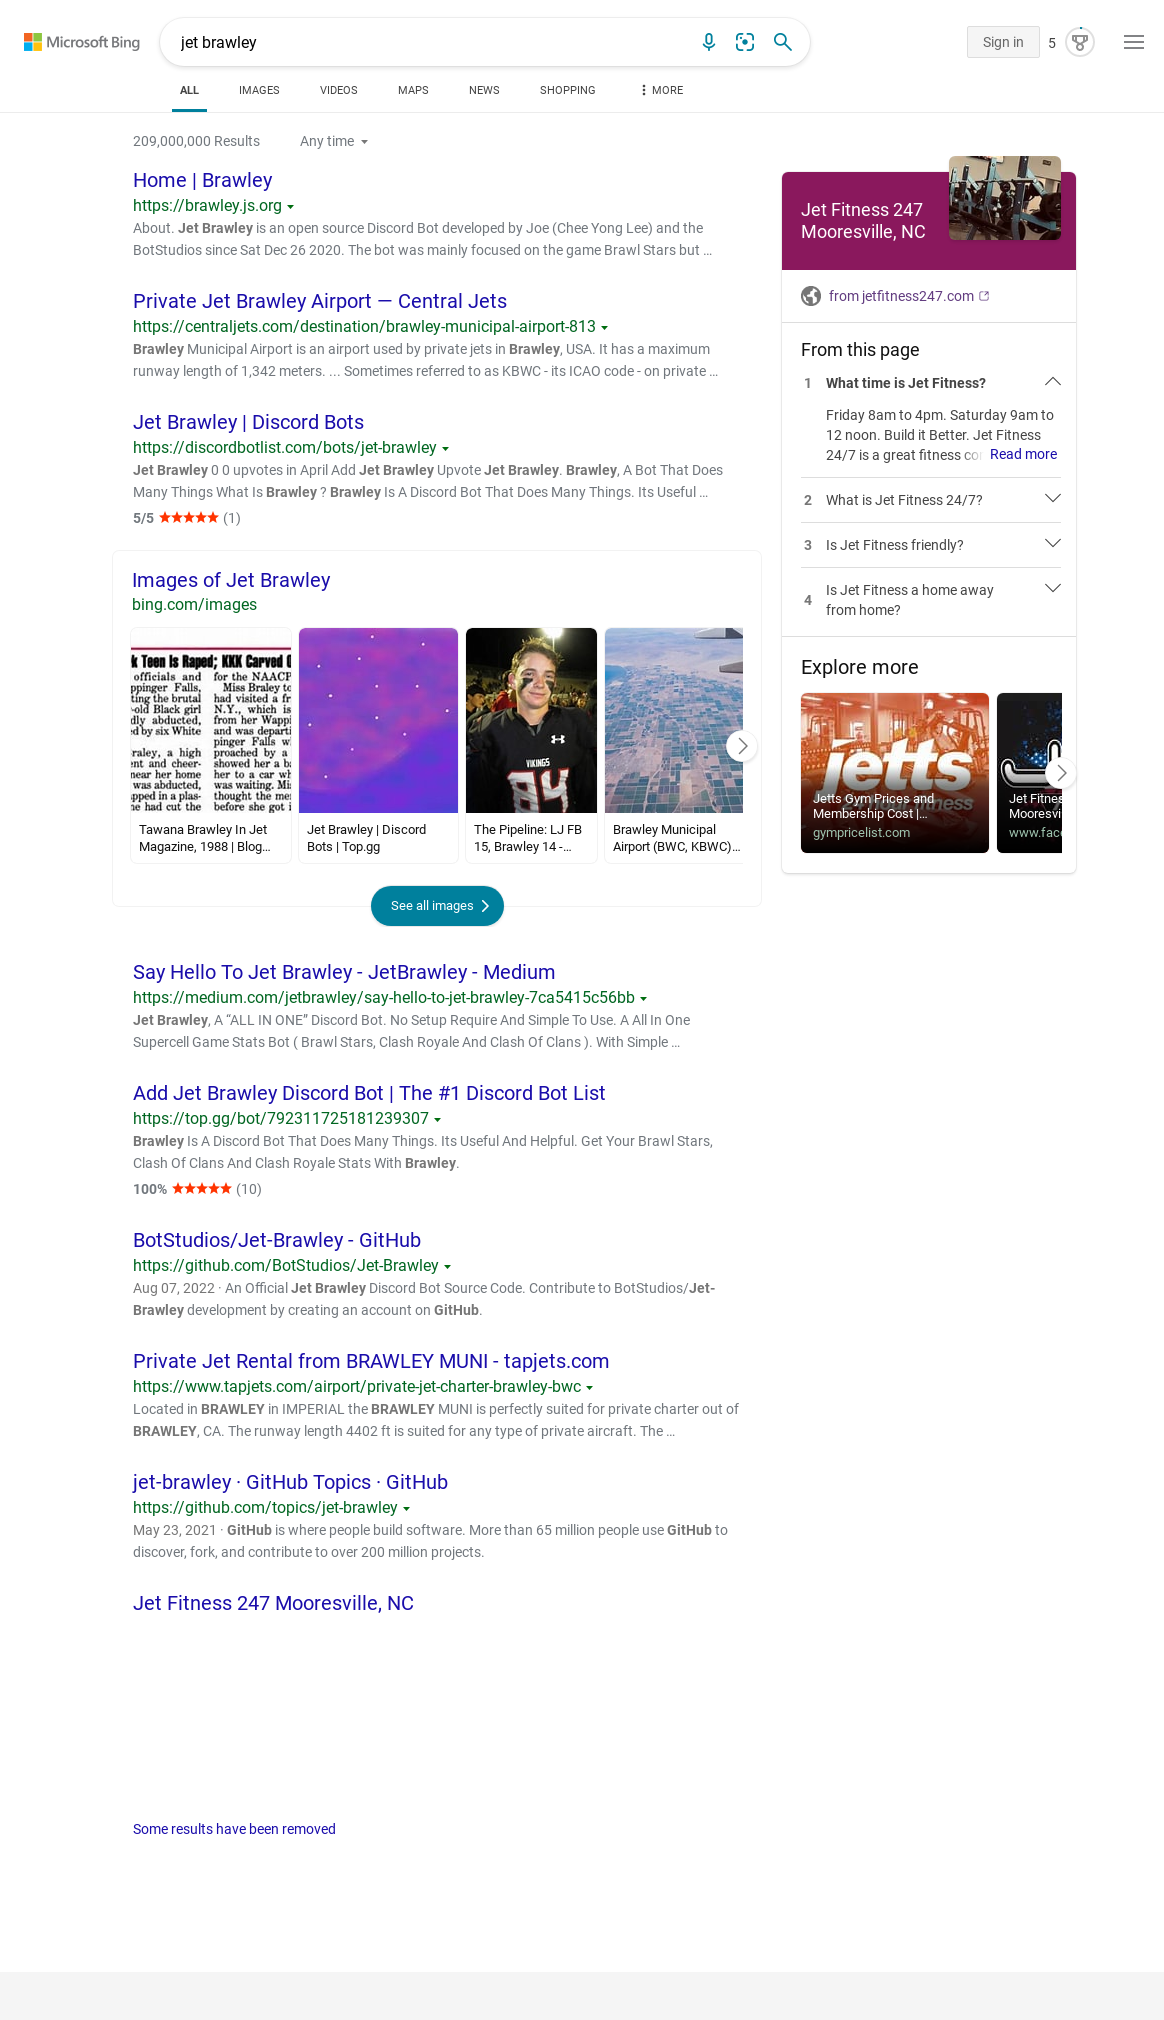 Microsoft Bing
jet brawley
Sign in
5
ALL
IMAGES
VIDEOS
MAPS
NEWS
SHOPPING
MORE
209,000,000 Results
Any time
Home | Brawley
https://brawley.js.org
About. Jet Brawley is an open source Discord Bot developed by Joe (Chee Yong Lee) and the
BotStudios since Sat Dec 26 2020. The bot was mainly focused on the game Brawl Stars but ...
Private Jet Brawley Airport — Central Jets
https://centraljets.com/destination/brawley-municipal-airport-813
Brawley Municipal Airport is an airport used by private jets in Brawley, USA. It has a maximum
runway length of 1,342 meters. ... Sometimes referred to as KBWC - its ICAO code - on private ...
Jet Brawley | Discord Bots
https://discordbotlist.com/bots/jet-brawley
Jet Brawley 0 0 upvotes in April Add Jet Brawley Upvote Jet Brawley. Brawley, A Bot That Does
Many Things What Is Brawley ? Brawley Is A Discord Bot That Does Many Things. Its Useful ...
5/5 ★★★★★ (1)
Images of Jet Brawley
bing.com/images
k Teen Is Raped; KKK Carved
officials and
ppinger Falls,
ting the brutal
-old Black girl
dly abducted,
ed by six White
raley, a high
ent and cheer-
near her home
was abducted,
apped in a plas-
he had cut the
for the NAACP
Miss Braley to
had visited a fr
N.Y., which is
from her Wappi
and was departi
pinger Falls wh
proached by a
showed her a ba
her to a car wh
was waiting. Mis
thought the me
before she got i
Tawana Brawley In Jet
Magazine, 1988 | Blog...
Jet Brawley | Discord
Bots | Top.gg
VIKINGS
84
The Pipeline: LJ FB
15, Brawley 14 -...
Brawley Municipal
Airport (BWC, KBWC)...
See all images
Say Hello To Jet Brawley - JetBrawley - Medium
https://medium.com/jetbrawley/say-hello-to-jet-brawley-7ca5415c56bb
Jet Brawley, A “ALL IN ONE” Discord Bot. No Setup Require And Simple To Use. A All In One
Supercell Game Stats Bot ( Brawl Stars, Clash Royale And Clash Of Clans ). With Simple ...
Add Jet Brawley Discord Bot | The #1 Discord Bot List
https://top.gg/bot/792311725181239307
Brawley Is A Discord Bot That Does Many Things. Its Useful And Helpful. Get Your Brawl Stars,
Clash Of Clans And Clash Royale Stats With Brawley.
100% ★★★★★ (10)
BotStudios/Jet-Brawley - GitHub
https://github.com/BotStudios/Jet-Brawley
Aug 07, 2022 · An Official Jet Brawley Discord Bot Source Code. Contribute to BotStudios/Jet-
Brawley development by creating an account on GitHub.
Private Jet Rental from BRAWLEY MUNI - tapjets.com
https://www.tapjets.com/airport/private-jet-charter-brawley-bwc
Located in BRAWLEY in IMPERIAL the BRAWLEY MUNI is perfectly suited for private charter out of
BRAWLEY, CA. The runway length 4402 ft is suited for any type of private aircraft. The ...
jet-brawley · GitHub Topics · GitHub
https://github.com/topics/jet-brawley
May 23, 2021 · GitHub is where people build software. More than 65 million people use GitHub to
discover, fork, and contribute to over 200 million projects.
Jet Fitness 247 Mooresville, NC
Some results have been removed
Jet Fitness 247
Mooresville, NC
from jetfitness247.com
From this page
1 What time is Jet Fitness?
Friday 8am to 4pm. Saturday 9am to
12 noon. Build it Better. Jet Fitness
24/7 is a great fitness co Read more
2 What is Jet Fitness 24/7?
3 Is Jet Fitness friendly?
4 Is Jet Fitness a home away
from home?
Explore more
jetts
Jetts Gym Prices and
Membership Cost |...
gympricelist.com
Jet Fitnes
Mooresvi
www.face